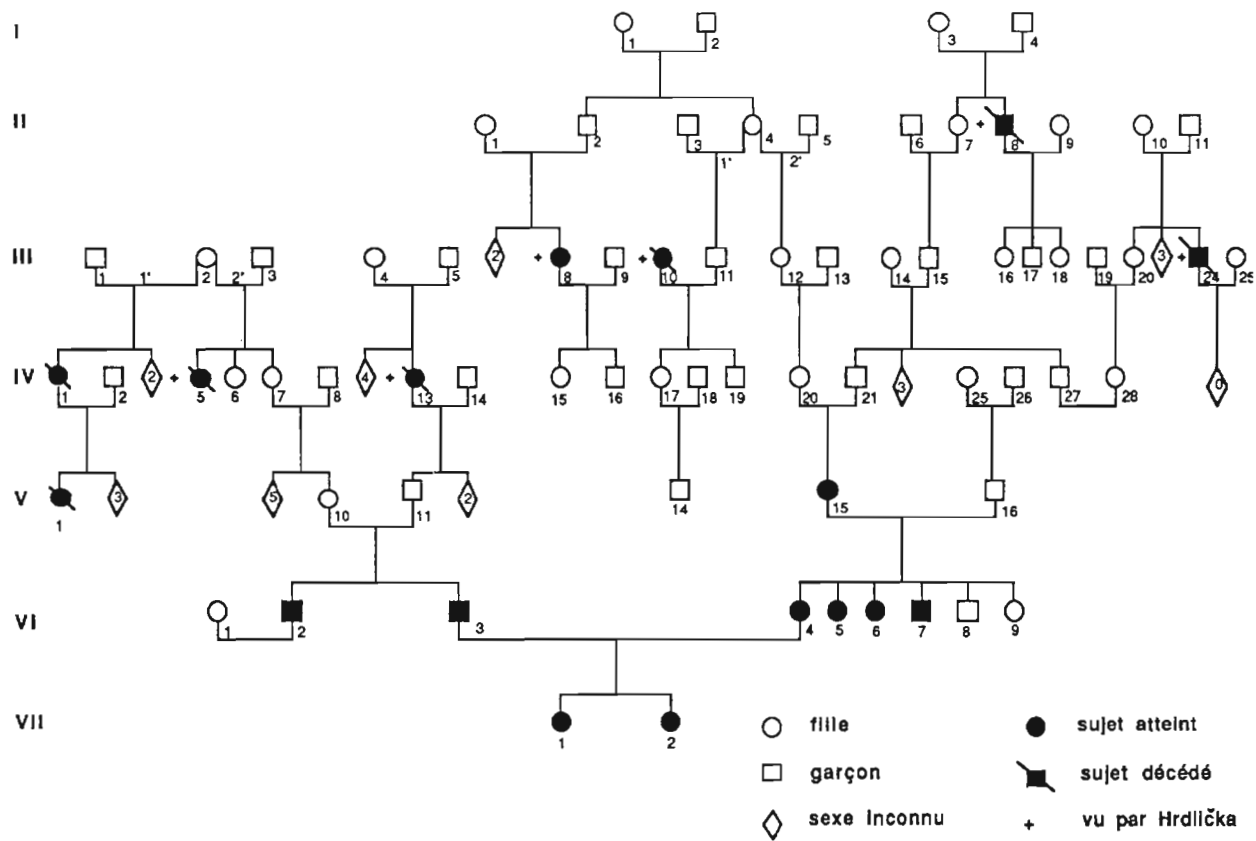 I 1 2 3 4
II 1 2 3 1' 4 2' 5 6 7 + 8 9 10 11
III 1 1' 2 2' 3 4 5 2 + 8 9 + 10 11 12 13 14 15 16 17 18 19 20 3 + 24 25
IV 1 2 2 + 5 6 7 8 4 + 13 14 15 16 17 18 19 20 21 3 25 26 27 28 0
V 1 3 5 10 11 2 14 15 16
VI 1 2 3 4 5 6 7 8 9
VII 1 2
fille
garçon
sexe inconnu
sujet atteint
sujet décédé
+ vu par Hrdlička